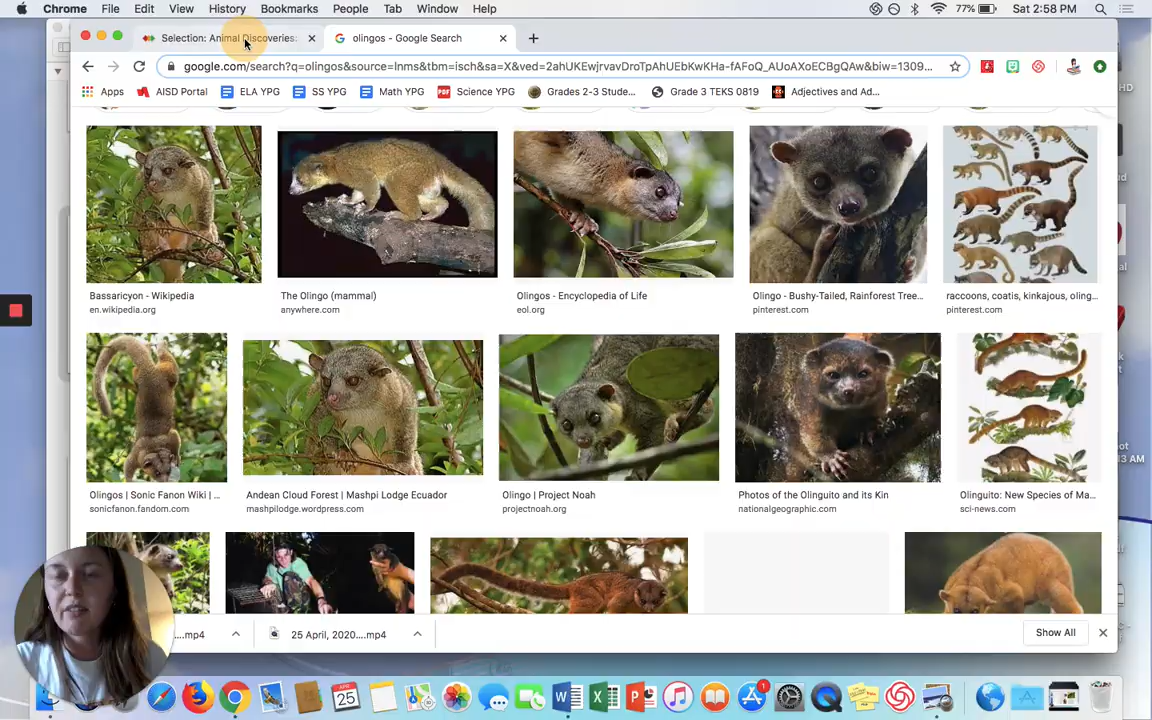 Chrome File Edit View History Bookmarks People Tab Window Help 77% Sat 2:58 PM
Selection: Animal Discoveries: olingos - Google Search
google.com/search?q=olingos&source=lnms&tbm=isch&sa=X&ved=2ahUKEwjrvavDroTpAhUEbKwKHa-fAFoQ_AUoAXoECBgQAw&biw=1309...
Apps AISD Portal ELA YPG SS YPG Math YPG Science YPG Grades 2-3 Stude... Grade 3 TEKS 0819 Adjectives and Ad...
Bassaricyon - Wikipedia
en.wikipedia.org
The Olingo (mammal)
anywhere.com
Olingos - Encyclopedia of Life
eol.org
Olingo - Bushy-Tailed, Rainforest Tree...
pinterest.com
raccoons, coatis, kinkajous, oling...
pinterest.com
Olingos | Sonic Fanon Wiki | ...
sonicfanon.fandom.com
Andean Cloud Forest | Mashpi Lodge Ecuador
mashpilodge.wordpress.com
Olingo | Project Noah
projectnoah.org
Photos of the Olinguito and its Kin
nationalgeographic.com
Olinguito: New Species of Ma...
sci-news.com
....mp4 25 April, 2020....mp4 Show All
APR
25
1